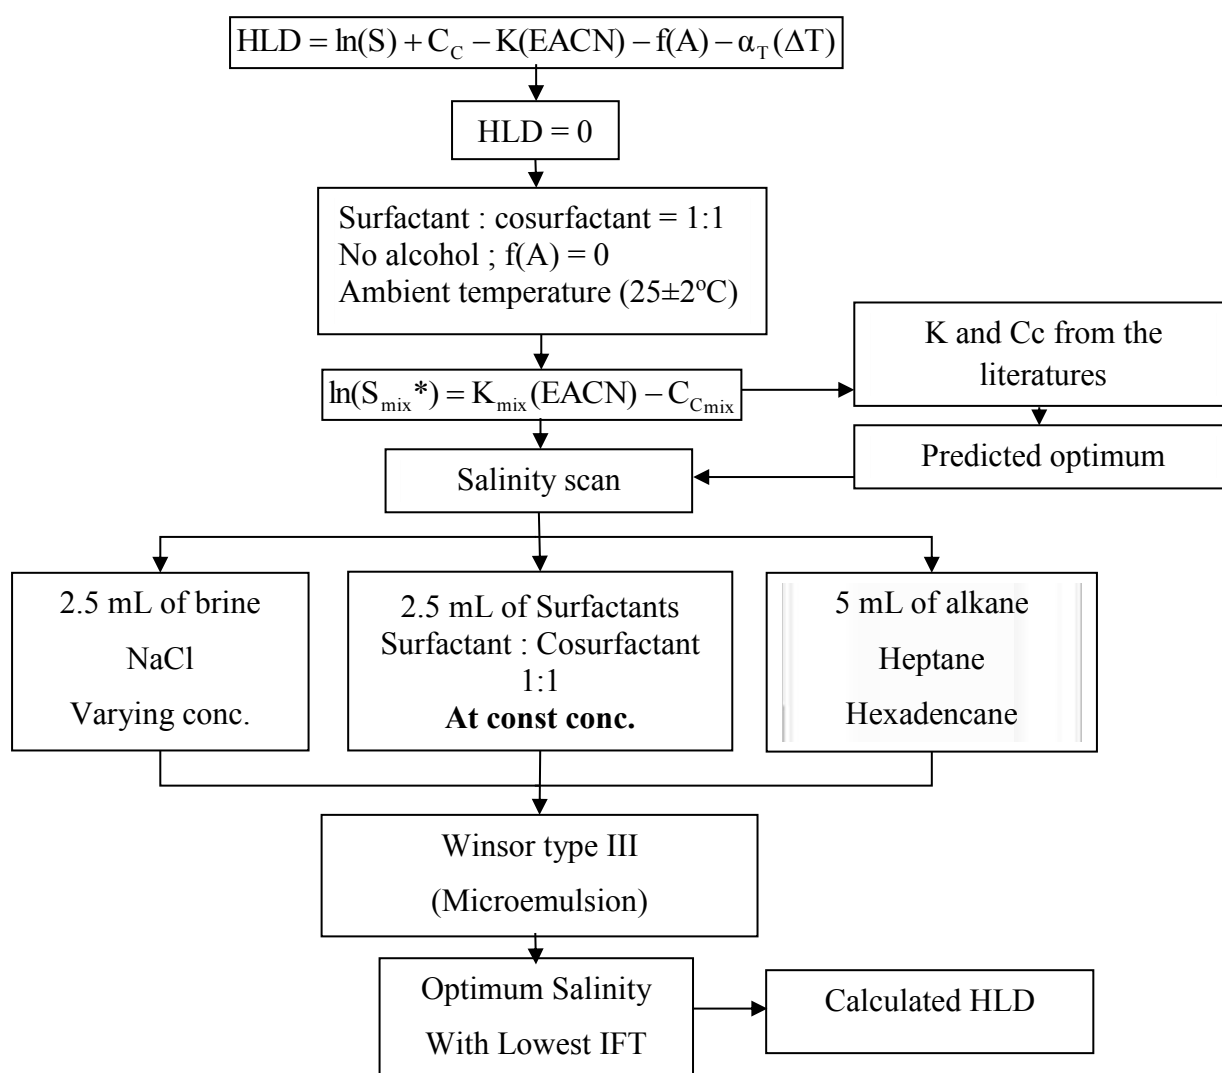 HLD = ln(S) + C_C − K(EACN) − f(A) − α_T(ΔT)
HLD = 0
Surfactant : cosurfactant = 1:1
No alcohol ; f(A) = 0
Ambient temperature (25±2ºC)
K and Cc from the
literatures
ln(S_mix*) = K_mix(EACN) − C_Cmix
Predicted optimum
Salinity scan
2.5 mL of brine
NaCl
Varying conc.
2.5 mL of Surfactants
Surfactant : Cosurfactant
1:1
At const conc.
5 mL of alkane
Heptane
Hexadencane
Winsor type III
(Microemulsion)
Optimum Salinity
With Lowest IFT
Calculated HLD